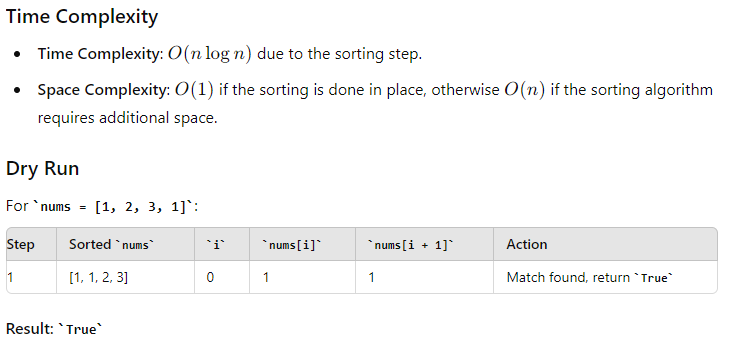 Time Complexity
• Time Complexity: O(n log n) due to the sorting step.
• Space Complexity: O(1) if the sorting is done in place, otherwise O(n) if the sorting algorithm
requires additional space.
Dry Run
For `nums = [1, 2, 3, 1]`:
Step Sorted `nums` `i` `nums[i]` `nums[i + 1]` Action
1 [1, 1, 2, 3] 0 1 1 Match found, return `True`
Result: `True`